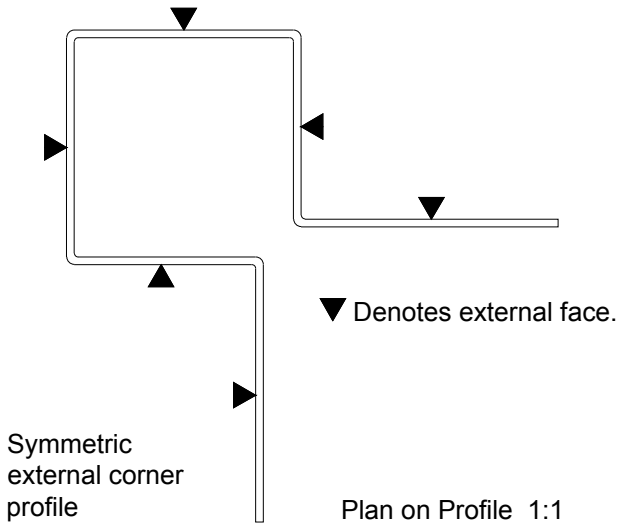 Denotes external face.
Symmetric
external corner
profile
Plan on Profile 1:1